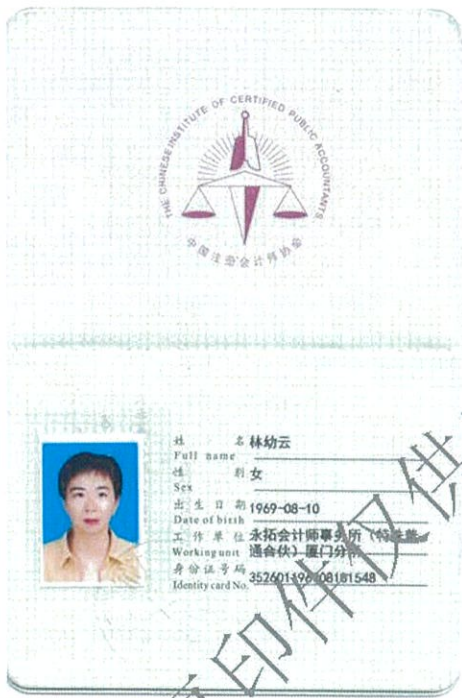 THE CHINESE INSTITUTE OF CERTIFIED PUBLIC ACCOUNTANTS
中国注册会计师协会
姓 名 林幼云
Full name
性 别 女
Sex
出生日期 1969-08-10
Date of birth
工作单位 永拓会计师事务所（特殊普
Working unit 通合伙）厦门分
身份证号码
Identity card No.
印件仅供